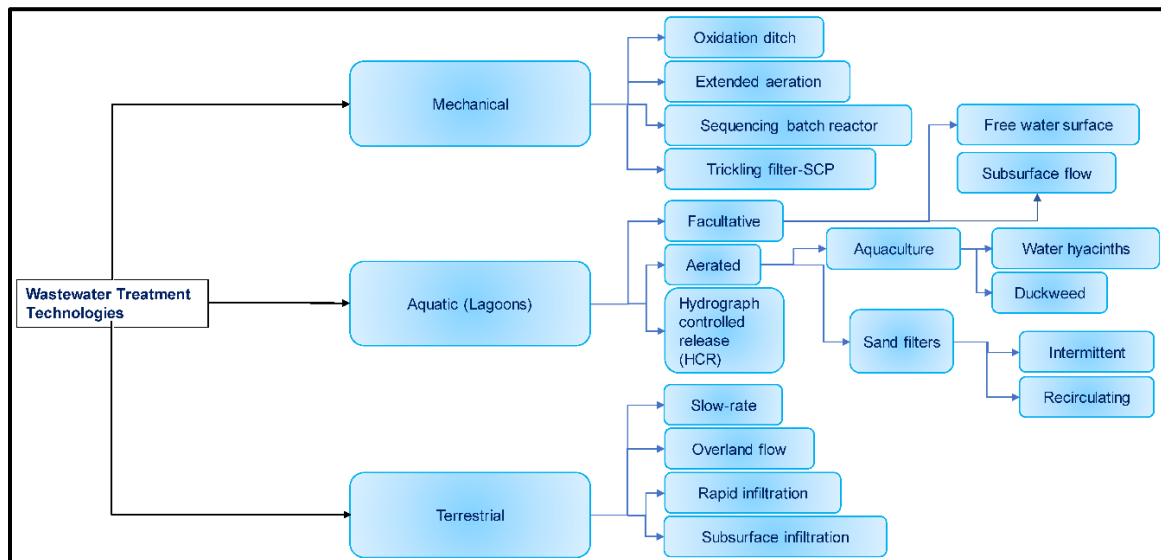 Wastewater Treatment
Technologies
Mechanical
Oxidation ditch
Extended aeration
Sequencing batch reactor
Trickling filter-SCP
Aquatic (Lagoons)
Facultative
Free water surface
Subsurface flow
Aerated
Aquaculture
Water hyacinths
Duckweed
Sand filters
Intermittent
Recirculating
Hydrograph
controlled
release
(HCR)
Terrestrial
Slow-rate
Overland flow
Rapid infiltration
Subsurface infiltration